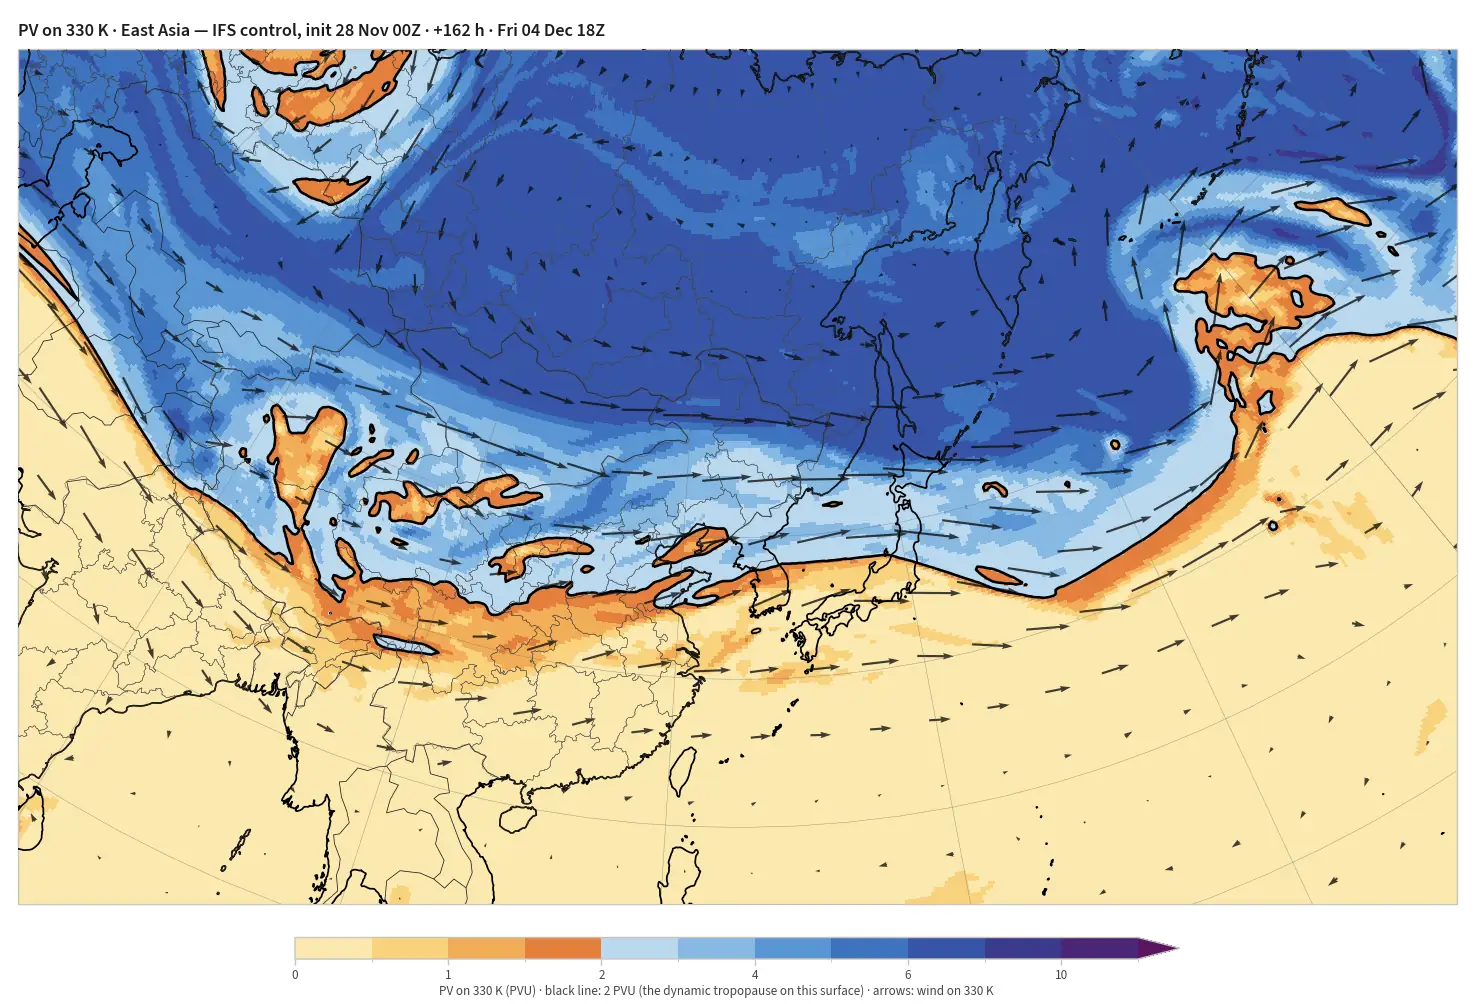 PV on 330 K · East Asia — IFS control, init 28 Nov 00Z · +162 h · Fri 04 Dec 18Z
0 1 2 4 6 10
PV on 330 K (PVU) · black line: 2 PVU (the dynamic tropopause on this surface) · arrows: wind on 330 K